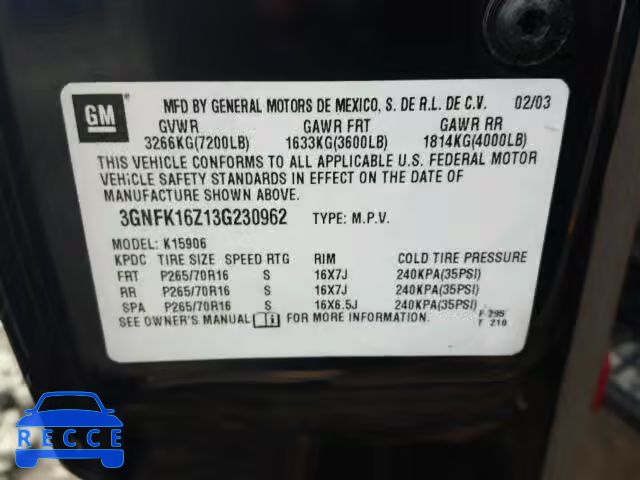 GM
MFD BY GENERAL MOTORS DE MEXICO, S. DE R.L. DE C.V. 02/03
GVWR GAWR FRT GAWR RR
3266KG(7200LB) 1633KG(3600LB) 1814KG(4000LB)
THIS VEHICLE CONFORMS TO ALL APPLICABLE U.S. FEDERAL MOTOR
VEHICLE SAFETY STANDARDS IN EFFECT ON THE DATE OF
MANUFACTURE SHOWN ABOVE.
3GNFK16Z13G230962 TYPE: M.P.V.
MODEL: K15906
KPDC TIRE SIZE SPEED RTG RIM COLD TIRE PRESSURE
FRT P265/70R16 S 16X7J 240KPA(35PSI)
RR P265/70R16 S 16X7J 240KPA(35PSI)
SPA P265/70R16 S 16X6.5J 240KPA(35PSI)
SEE OWNER'S MANUAL FOR MORE INFORMATION. F 295
T 210
RECCE